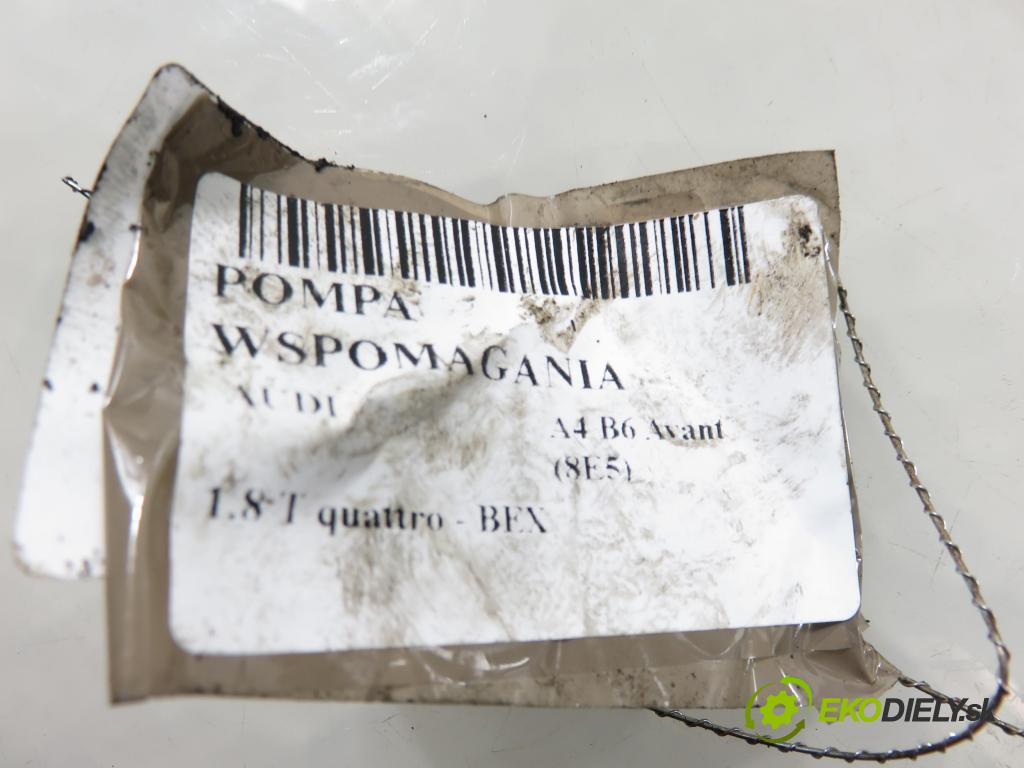 POMPA
WSPOMAGANIA
AUDI
A4 B6 Avant
(8E5)
1.8 T quattro - BEX
EKODIELY.sk